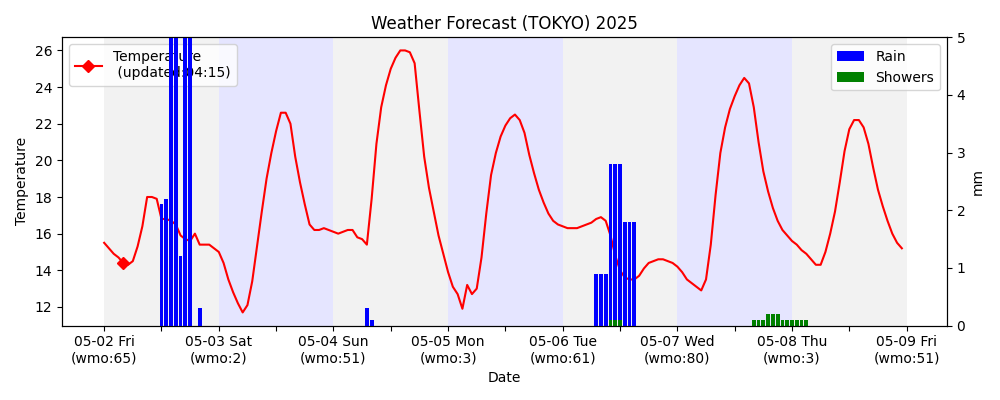 Weather Forecast (TOKYO) 2025
Temperature
(updated:04:15)
Rain
Showers
26
24
22
20
18
16
14
12
Temperature
5
4
3
2
1
0
mm
05-02 Fri
(wmo:65)
05-03 Sat
(wmo:2)
05-04 Sun
(wmo:51)
05-05 Mon
(wmo:3)
05-06 Tue
(wmo:61)
05-07 Wed
(wmo:80)
05-08 Thu
(wmo:3)
05-09 Fri
(wmo:51)
Date